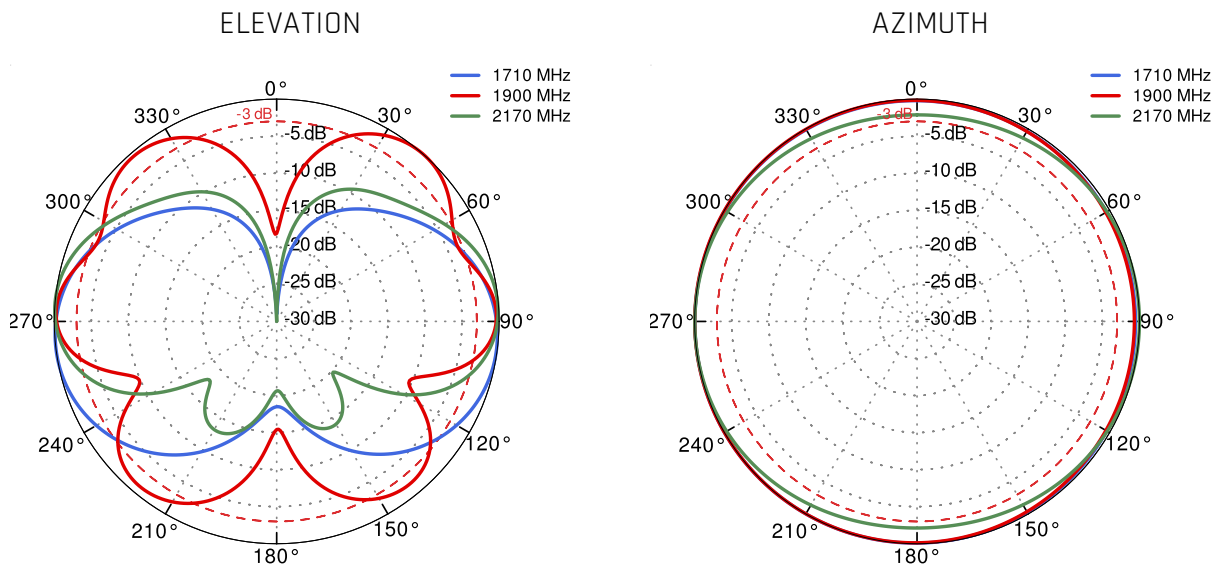 ELEVATION
AZIMUTH
1710 MHz
1900 MHz
2170 MHz
0°
30°
60°
90°
120°
150°
180°
210°
240°
270°
300°
330°
-3 dB
-5 dB
-10 dB
-15 dB
-20 dB
-25 dB
-30 dB
1710 MHz
1900 MHz
2170 MHz
0°
30°
60°
90°
120°
150°
180°
210°
240°
270°
300°
330°
-3 dB
-5 dB
-10 dB
-15 dB
-20 dB
-25 dB
-30 dB